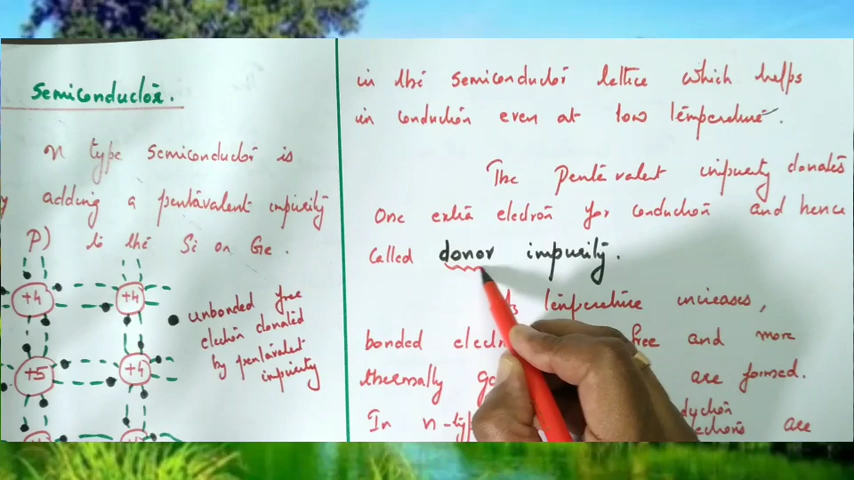 Semiconductor.
n type semiconductor is
adding a pentavalent impurity
P) to the Si or Ge.
+4
+4
unbonded free
electron donated
by pentavalent
impurity
+5
+4
in the semiconductor lattice which helps
in conduction even at low temperature.
The Pentavalent impurity donates
One extra electron for conduction and hence
Called donor impurity.
temperature increases,
bonded free and more
thermally are formed.
In n-type
are